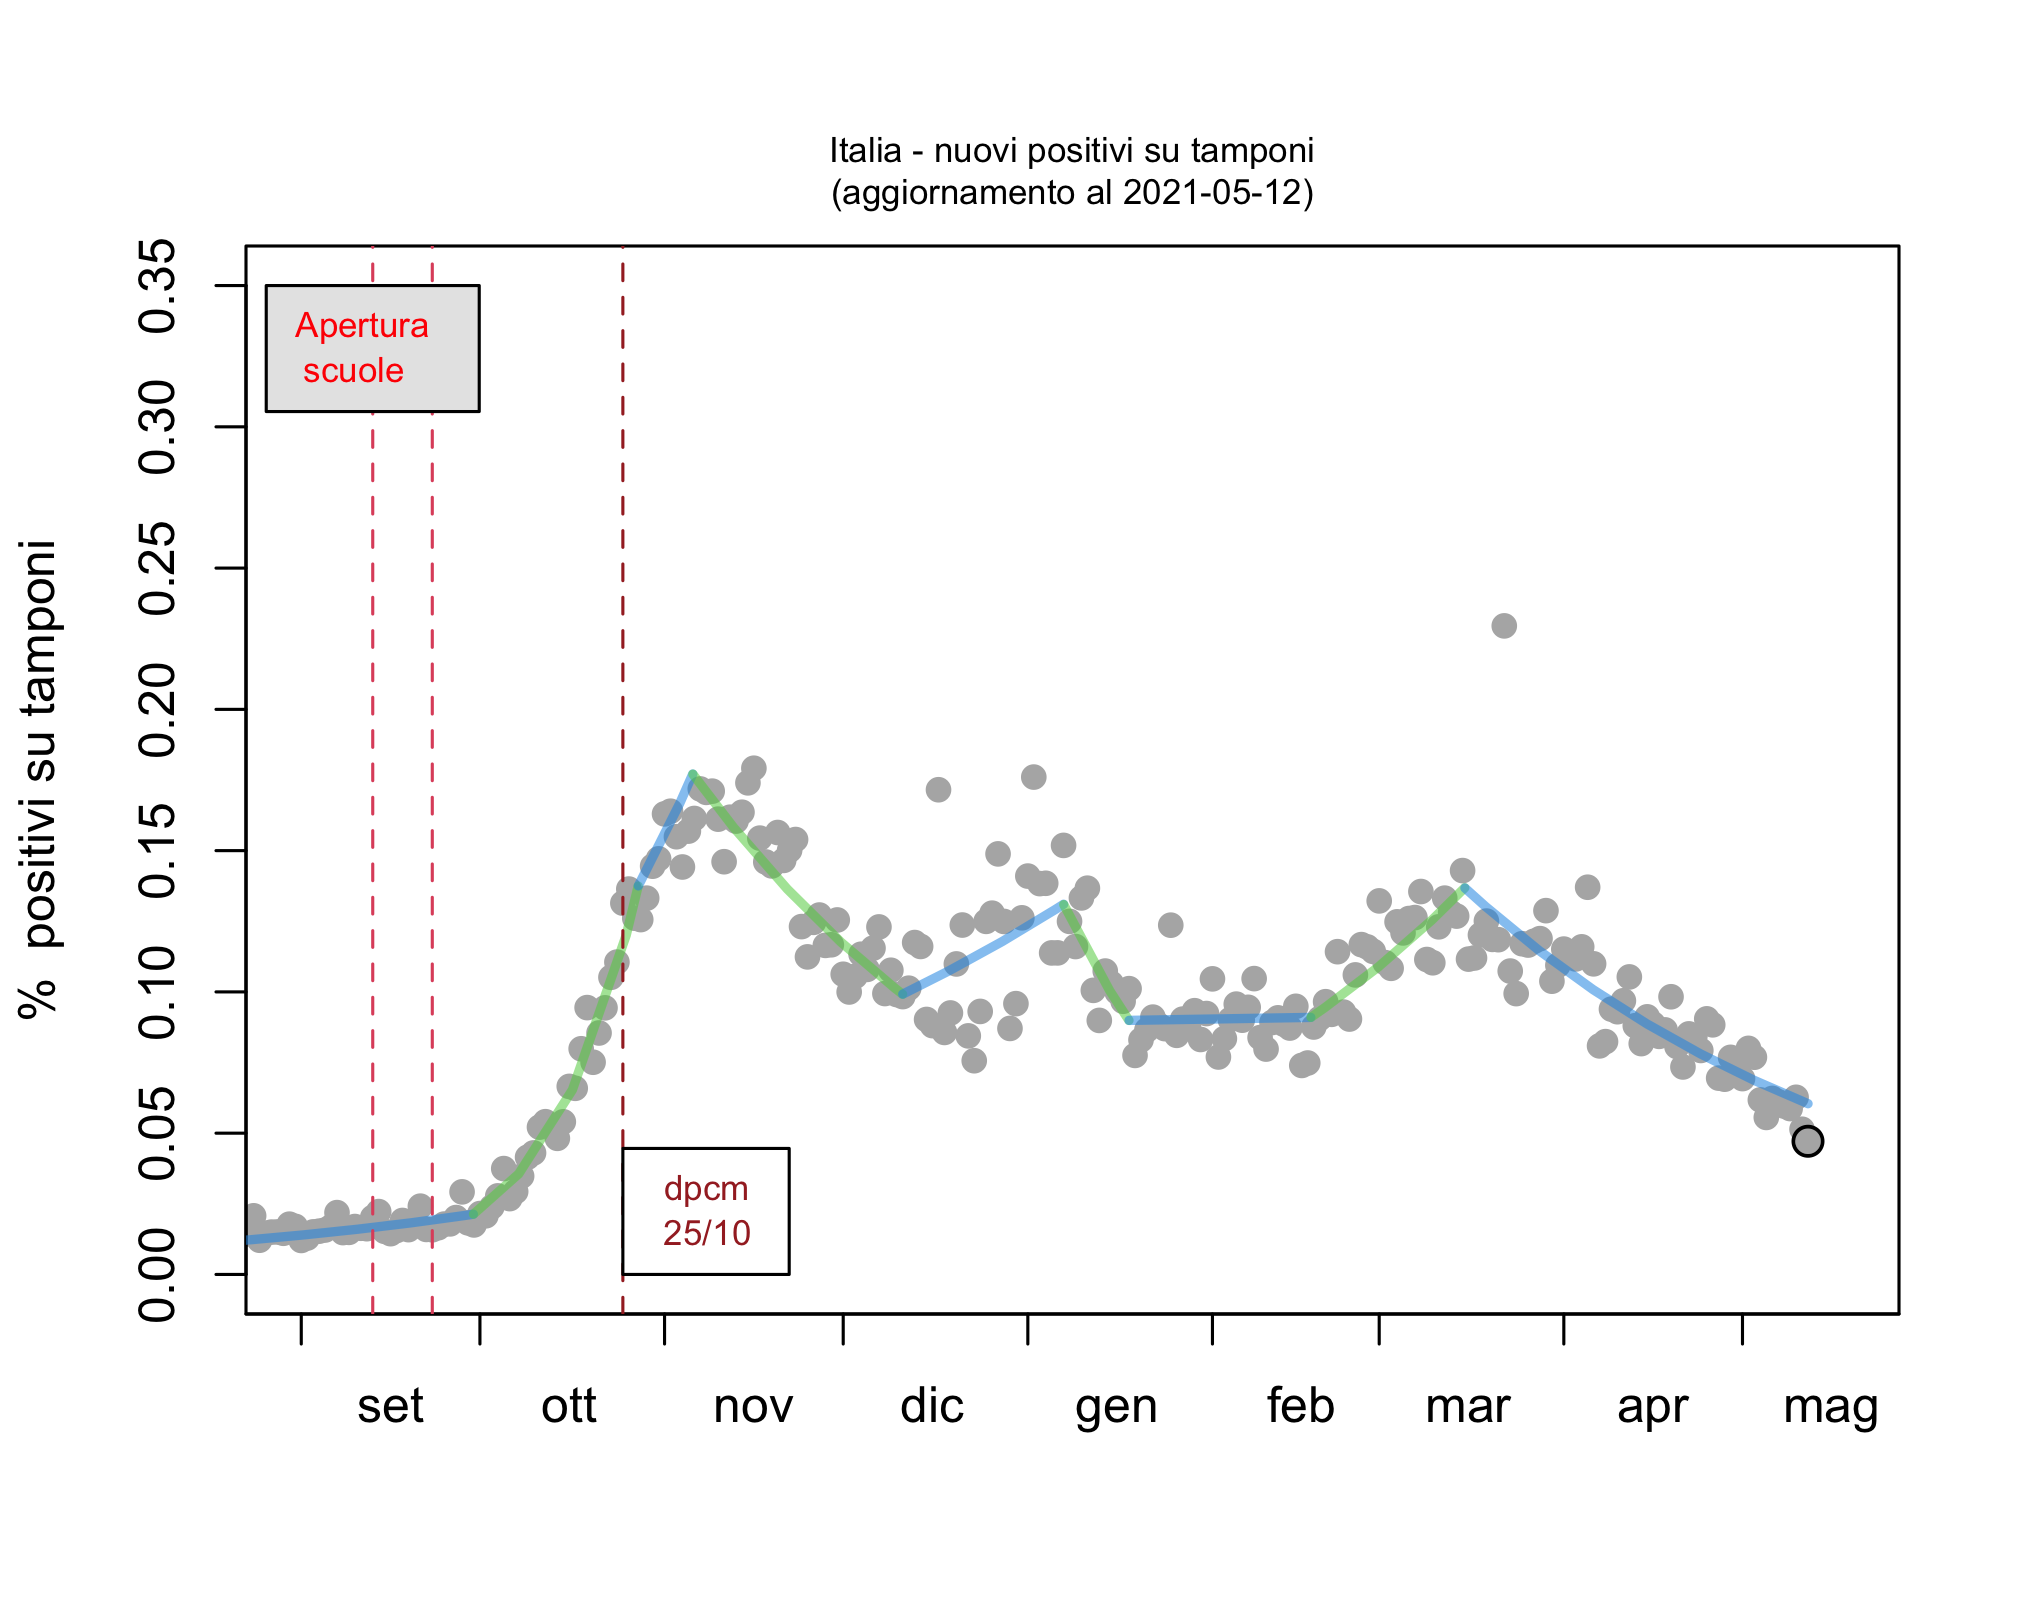 Italia - nuovi positivi su tamponi
(aggiornamento al 2021-05-12)
% positivi su tamponi
0.35
0.30
0.25
0.20
0.15
0.10
0.05
0.00
Apertura
scuole
dpcm
25/10
set ott nov dic gen feb mar apr mag